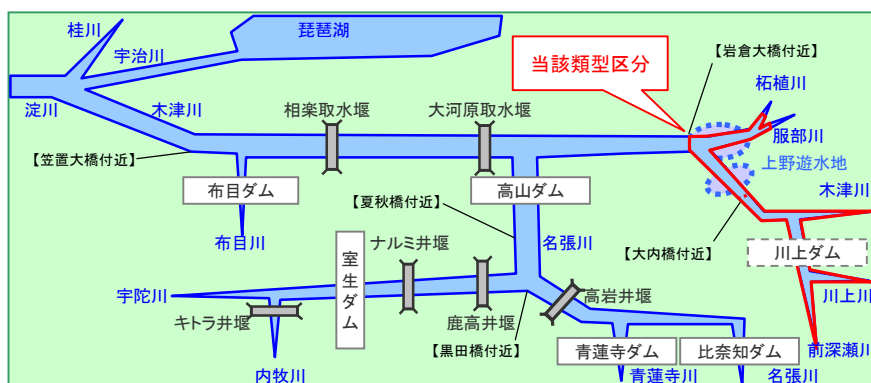 桂川
宇治川
琵琶湖
当該類型区分
【岩倉大橋付近】
柘植川
淀川
木津川
相楽取水堰
大河原取水堰
服部川
【笠置大橋付近】
上野遊水地
布目ダム
高山ダム
木津川
【夏秋橋付近】
布目川
名張川
【大内橋付近】
川上ダム
室生ダム
ナルミ井堰
宇陀川
高岩井堰
川上川
キトラ井堰
鹿高井堰
【黒田橋付近】
青蓮寺ダム
比奈知ダム
前深瀬川
内牧川
青蓮寺川
名張川